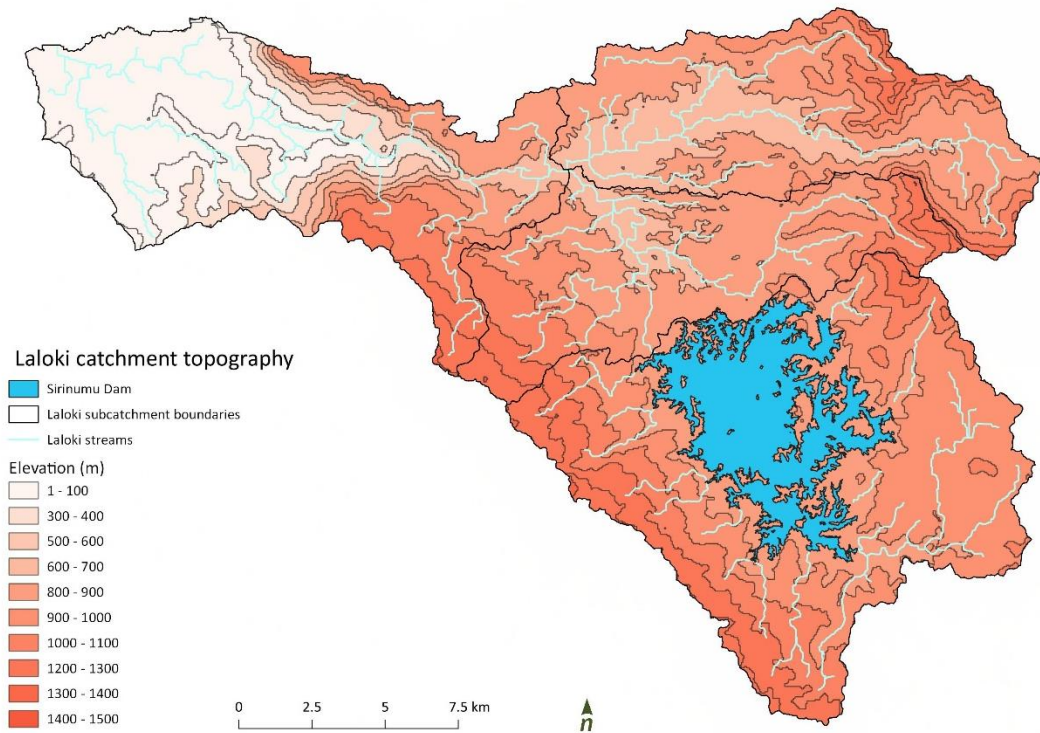 Laloki catchment topography
Sirinumu Dam
Laloki subcatchment boundaries
Laloki streams
Elevation (m)
1 - 100
300 - 400
500 - 600
600 - 700
800 - 900
900 - 1000
1000 - 1100
1200 - 1300
1300 - 1400
1400 - 1500
0 2.5 5 7.5 km
n